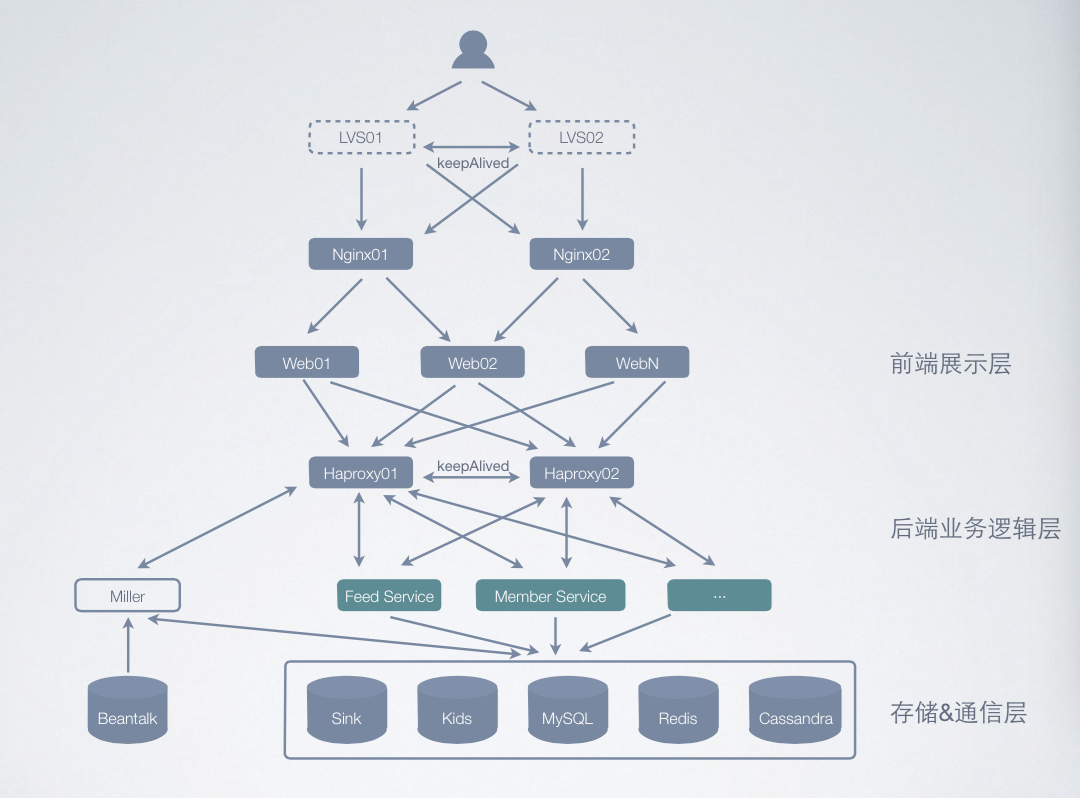 LVS01
LVS02
keepAlived
Nginx01
Nginx02
Web01
Web02
WebN
前端展示层
Haproxy01
keepAlived
Haproxy02
后端业务逻辑层
Miller
Feed Service
Member Service
...
Beantalk
Sink
Kids
MySQL
Redis
Cassandra
存储&通信层